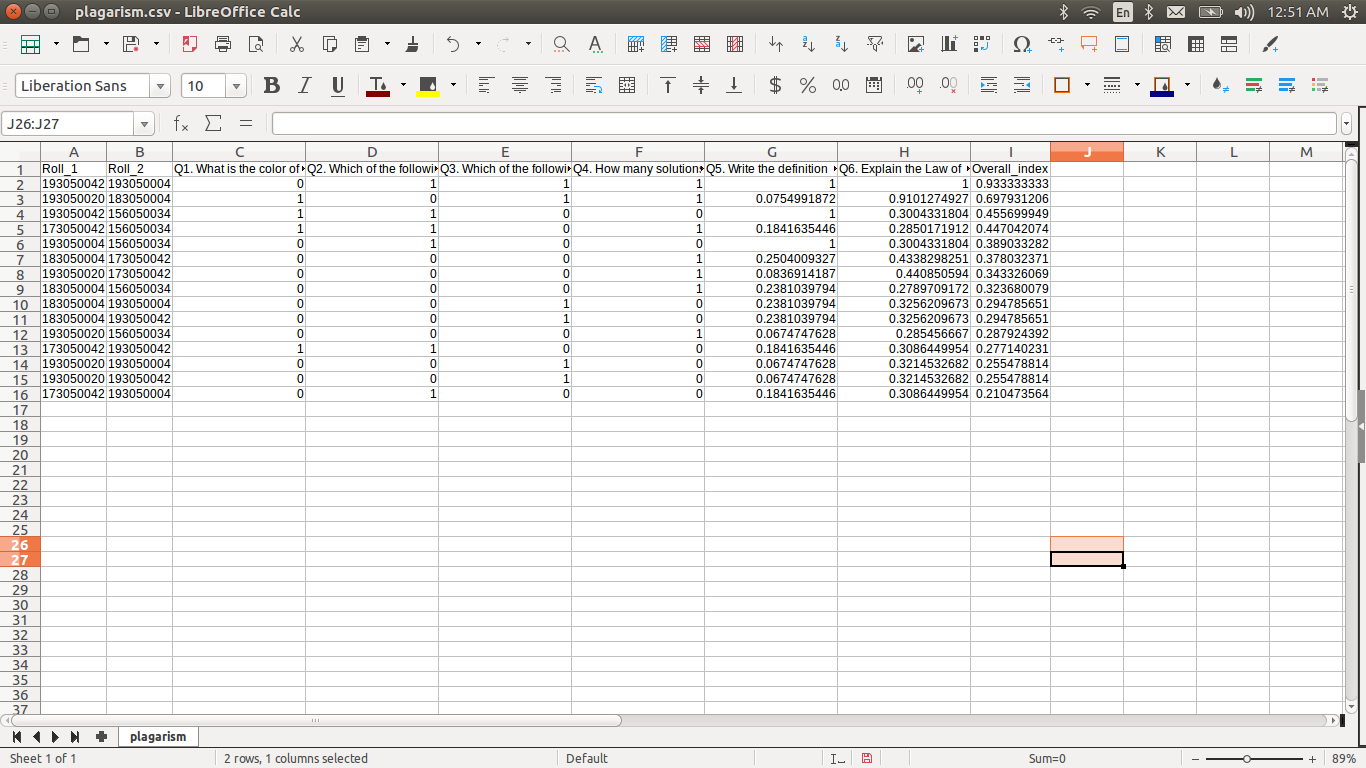 plagarism.csv - LibreOffice Calc En 12:51 AM
Liberation Sans 10
J26:J27
A B C D E F G H I J K L M
1 Roll_1 Roll_2 Q1. What is the color of Q2. Which of the followi Q3. Which of the followi Q4. How many solution Q5. Write the definition Q6. Explain the Law of Overall_index
2 193050042 193050004 0 1 1 1 1 1 0.933333333
3 193050020 183050004 1 0 1 1 0.0754991872 0.9101274927 0.697931206
4 193050042 156050034 1 1 0 0 1 0.3004331804 0.455699949
5 173050042 156050034 1 1 0 1 0.1841635446 0.2850171912 0.447042074
6 193050004 156050034 0 1 0 0 1 0.3004331804 0.389033282
7 183050004 173050042 0 0 0 1 0.2504009327 0.4338298251 0.378032371
8 193050020 173050042 0 0 0 1 0.0836914187 0.440850594 0.343326069
9 183050004 156050034 0 0 0 1 0.2381039794 0.2789709172 0.323680079
10 183050004 193050004 0 0 1 0 0.2381039794 0.3256209673 0.294785651
11 183050004 193050042 0 0 1 0 0.2381039794 0.3256209673 0.294785651
12 193050020 156050034 0 0 0 1 0.0674747628 0.285456667 0.287924392
13 173050042 193050042 1 1 0 0 0.1841635446 0.3086449954 0.277140231
14 193050020 193050004 0 0 1 0 0.0674747628 0.3214532682 0.255478814
15 193050020 193050042 0 0 1 0 0.0674747628 0.3214532682 0.255478814
16 173050042 193050004 0 1 0 0 0.1841635446 0.3086449954 0.210473564
17
18
19
20
21
22
23
24
25
26
27
28
29
30
31
32
33
34
35
36
37
plagarism
Sheet 1 of 1 2 rows, 1 columns selected Default Sum=0 89%